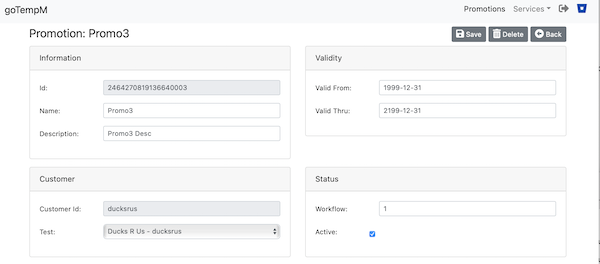 goTempM
Promotions Services
Promotion: Promo3
Save Delete Back
Information
Id: 2464270819136640003
Name: Promo3
Description: Promo3 Desc
Validity
Valid From: 1999-12-31
Valid Thru: 2199-12-31
Customer
Customer Id: ducksrus
Test: Ducks R Us - ducksrus
Status
Workflow: 1
Active: